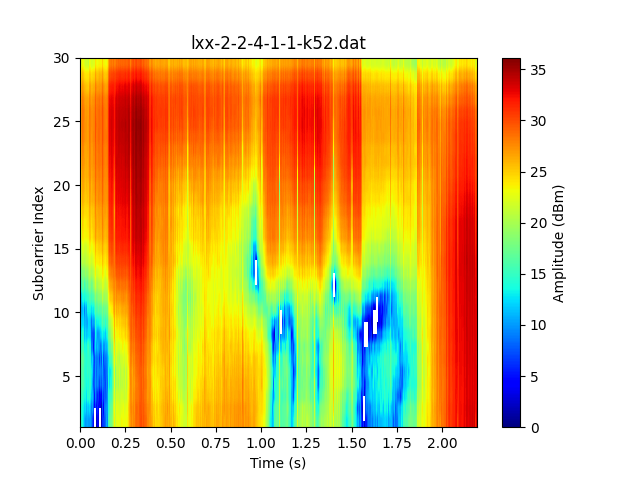 lxx-2-2-4-1-1-k52.dat
30
25
20
15
10
5
Subcarrier Index
0.00 0.25 0.50 0.75 1.00 1.25 1.50 1.75 2.00
Time (s)
35
30
25
20
15
10
5
0
Amplitude (dBm)